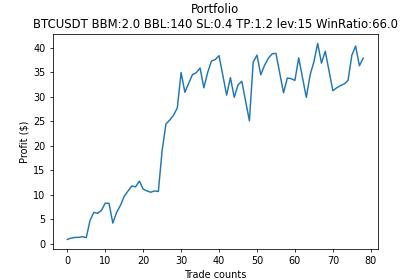 Portfolio
BTCUSDT BBM:2.0 BBL:140 SL:0.4 TP:1.2 lev:15 WinRatio:66.0
Profit ($)
40
35
30
25
20
15
10
5
0
0 10 20 30 40 50 60 70 80
Trade counts